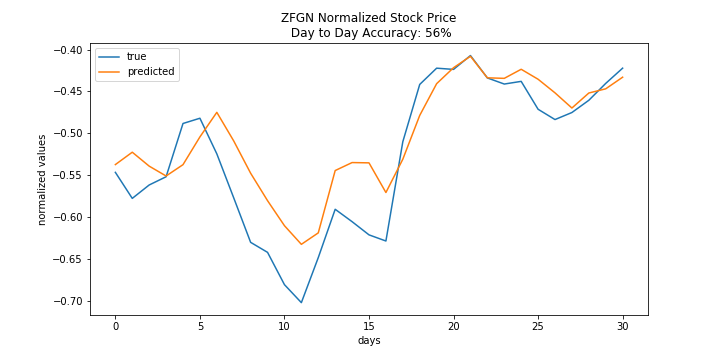 ZFGN Normalized Stock Price
Day to Day Accuracy: 56%
true
predicted
normalized values
−0.40
−0.45
−0.50
−0.55
−0.60
−0.65
−0.70
0 5 10 15 20 25 30
days